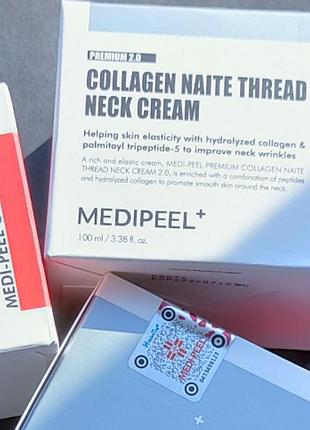 PREMIUM 2.0
COLLAGEN NAITE THREAD
NECK CREAM
Helping skin elasticity with hydrolyzed collagen &
palmitoyl tripeptide-5 to improve neck wrinkles
A rich and elastic cream, MEDI-PEEL PREMIUM COLLAGEN NAITE
THREAD NECK CREAM 2.0, is enriched with a combination of peptides
and hydrolyzed collagen to promote smooth skin around the neck.
MEDIPEEL+
100 ml / 3.38 fl. oz.
MEDI-PEEL
MEDIPEEL